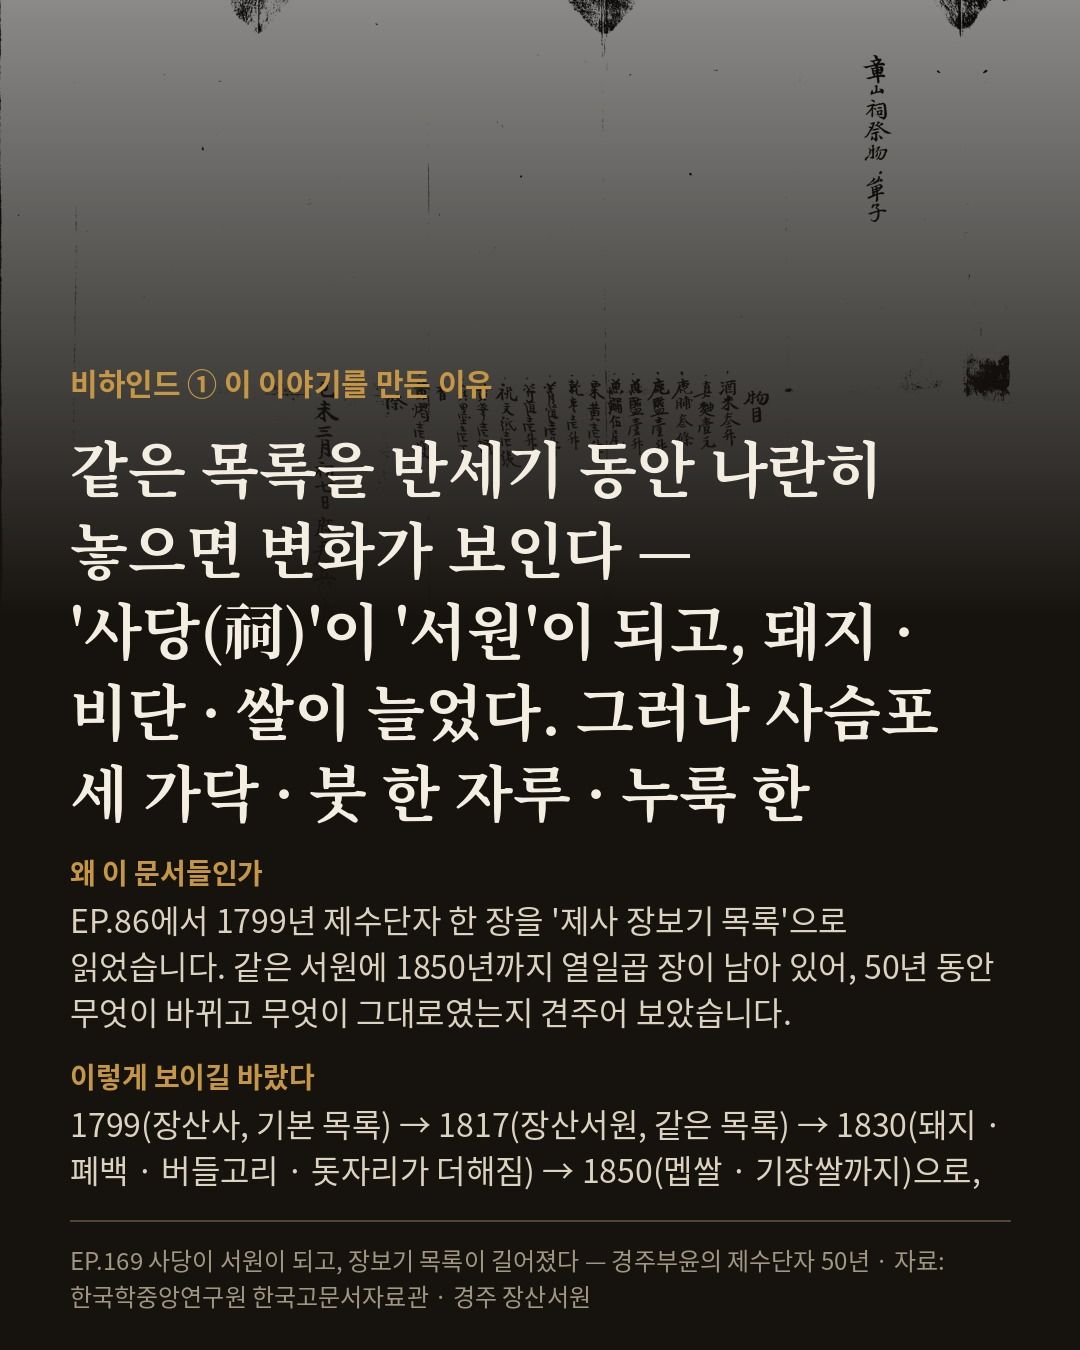 章山祠祭物單子
物目
酒米叁升
真麯壹元
鹿脯叁條
비하인드 ① 이 이야기를 만든 이유
같은 목록을 반세기 동안 나란히
놓으면 변화가 보인다 —
'사당(祠)'이 '서원'이 되고, 돼지 ·
비단 · 쌀이 늘었다. 그러나 사슴포
세 가닥 · 붓 한 자루 · 누룩 한
왜 이 문서들인가
EP.86에서 1799년 제수단자 한 장을 '제사 장보기 목록'으로
읽었습니다. 같은 서원에 1850년까지 열일곱 장이 남아 있어, 50년 동안
무엇이 바뀌고 무엇이 그대로였는지 견주어 보았습니다.
이렇게 보이길 바랐다
1799(장산사, 기본 목록) → 1817(장산서원, 같은 목록) → 1830(돼지 ·
폐백 · 버들고리 · 돗자리가 더해짐) → 1850(멥쌀 · 기장쌀까지)으로,
EP.169 사당이 서원이 되고, 장보기 목록이 길어졌다 — 경주부윤의 제수단자 50년 · 자료:
한국학중앙연구원 한국고문서자료관 · 경주 장산서원